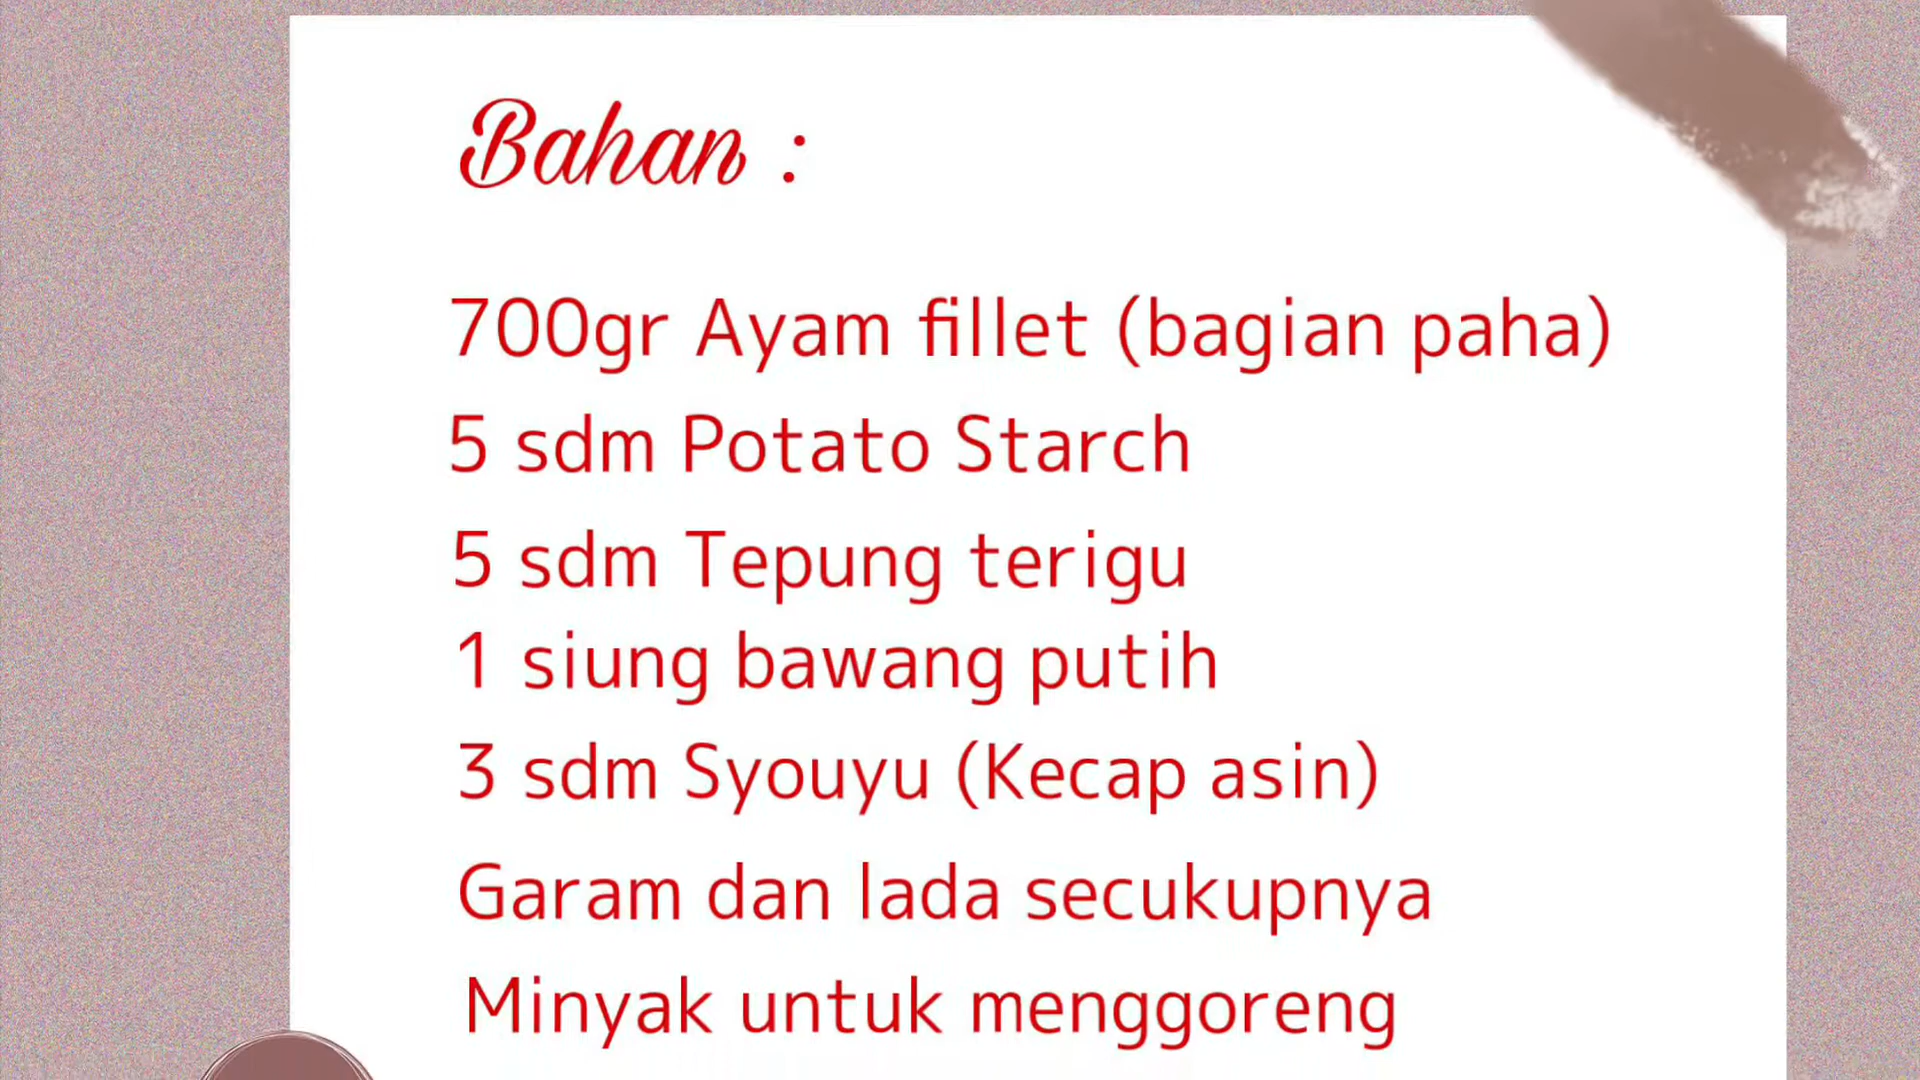 Bahan :
700gr Ayam fillet (bagian paha)
5 sdm Potato Starch
5 sdm Tepung terigu
1 siung bawang putih
3 sdm Syouyu (Kecap asin)
Garam dan lada secukupnya
Minyak untuk menggoreng